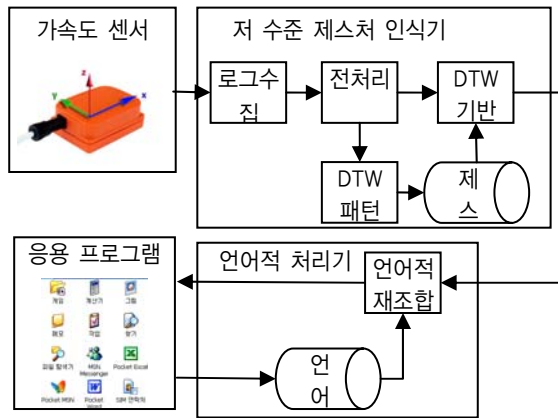 가속도 센서
z
y
x
저 수준 제스처 인식기
로그수
집
전처리
DTW
기반
DTW
패턴
제
스
응용 프로그램
게임 계산기 그림
메모 작업 찾기
파일 탐색기 MSN Messenger Pocket Excel
Pocket MSN Pocket Word SIM 연락처
언어적 처리기
언어적
재조합
언
어